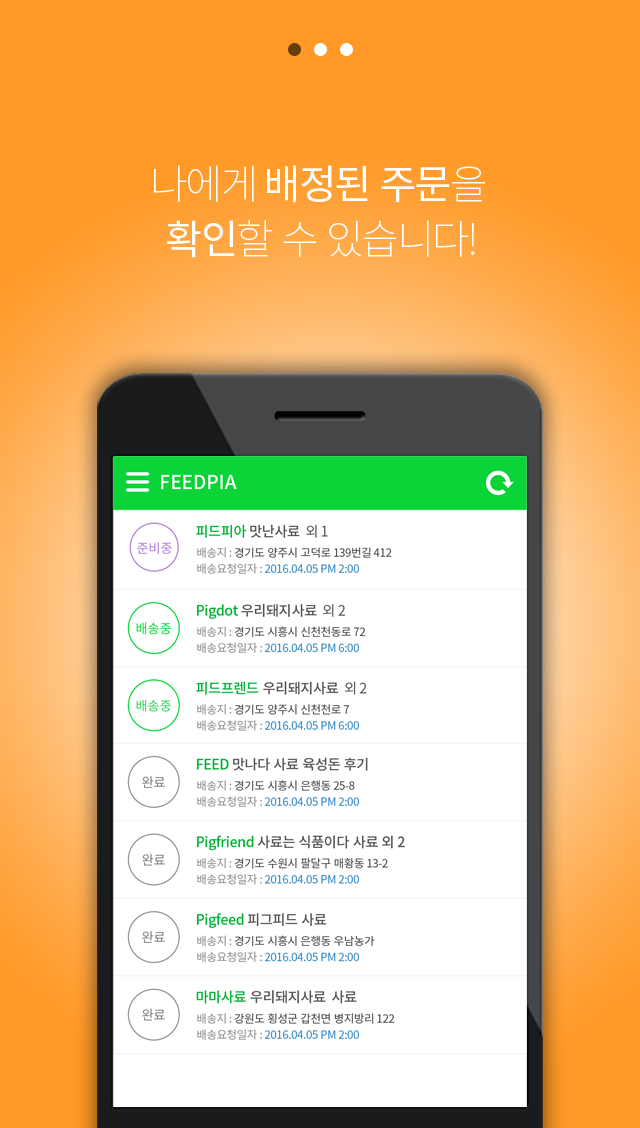 나에게 배정된 주문을
확인할 수 있습니다!
FEEDPIA
준비중
피드피아 맛난사료 외 1
배송지 : 경기도 양주시 고덕로 139번길 412
배송요청일자 : 2016.04.05 PM 2:00
배송중
Pigdot 우리돼지사료 외 2
배송지 : 경기도 시흥시 신천천동로 72
배송요청일자 : 2016.04.05 PM 6:00
배송중
피드프렌드 우리돼지사료 외 2
배송지 : 경기도 양주시 신천천로 7
배송요청일자 : 2016.04.05 PM 6:00
완료
FEED 맛나다 사료 육성돈 후기
배송지 : 경기도 시흥시 은행동 25-8
배송요청일자 : 2016.04.05 PM 2:00
완료
Pigfriend 사료는 식품이다 사료 외 2
배송지 : 경기도 수원시 팔달구 매황동 13-2
배송요청일자 : 2016.04.05 PM 2:00
완료
Pigfeed 피그피드 사료
배송지 : 경기도 시흥시 은행동 우남농가
배송요청일자 : 2016.04.05 PM 2:00
완료
마마사료 우리돼지사료 사료
배송지 : 강원도 횡성군 갑천면 병지방리 122
배송요청일자 : 2016.04.05 PM 2:00